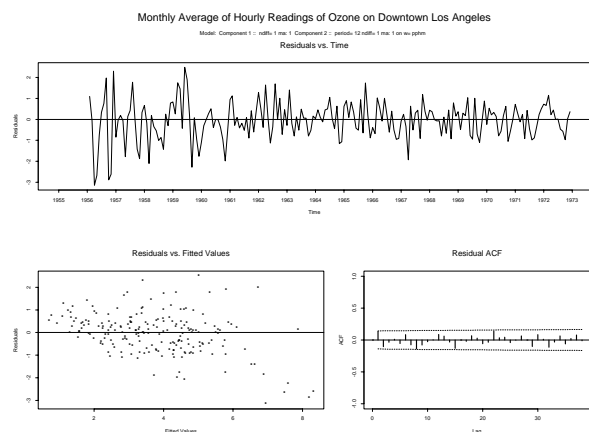 Monthly Average of Hourly Readings of Ozone on Downtown Los Angeles
Model: Component 1 :: ndiff= 1 ma: 1 Component 2 :: period= 12 ndiff= 1 ma: 1 on w= pphm
Residuals vs. Time
Residuals
2
1
0
-1
-2
-3
1955 1956 1957 1958 1959 1960 1961 1962 1963 1964 1965 1966 1967 1968 1969 1970 1971 1972 1973
Time
Residuals vs. Fitted Values
Residuals
2
1
0
-1
-2
-3
2 4 6 8
Fitted Values
Residual ACF
ACF
1.0
0.5
0.0
-0.5
-1.0
0 10 20 30
Lag